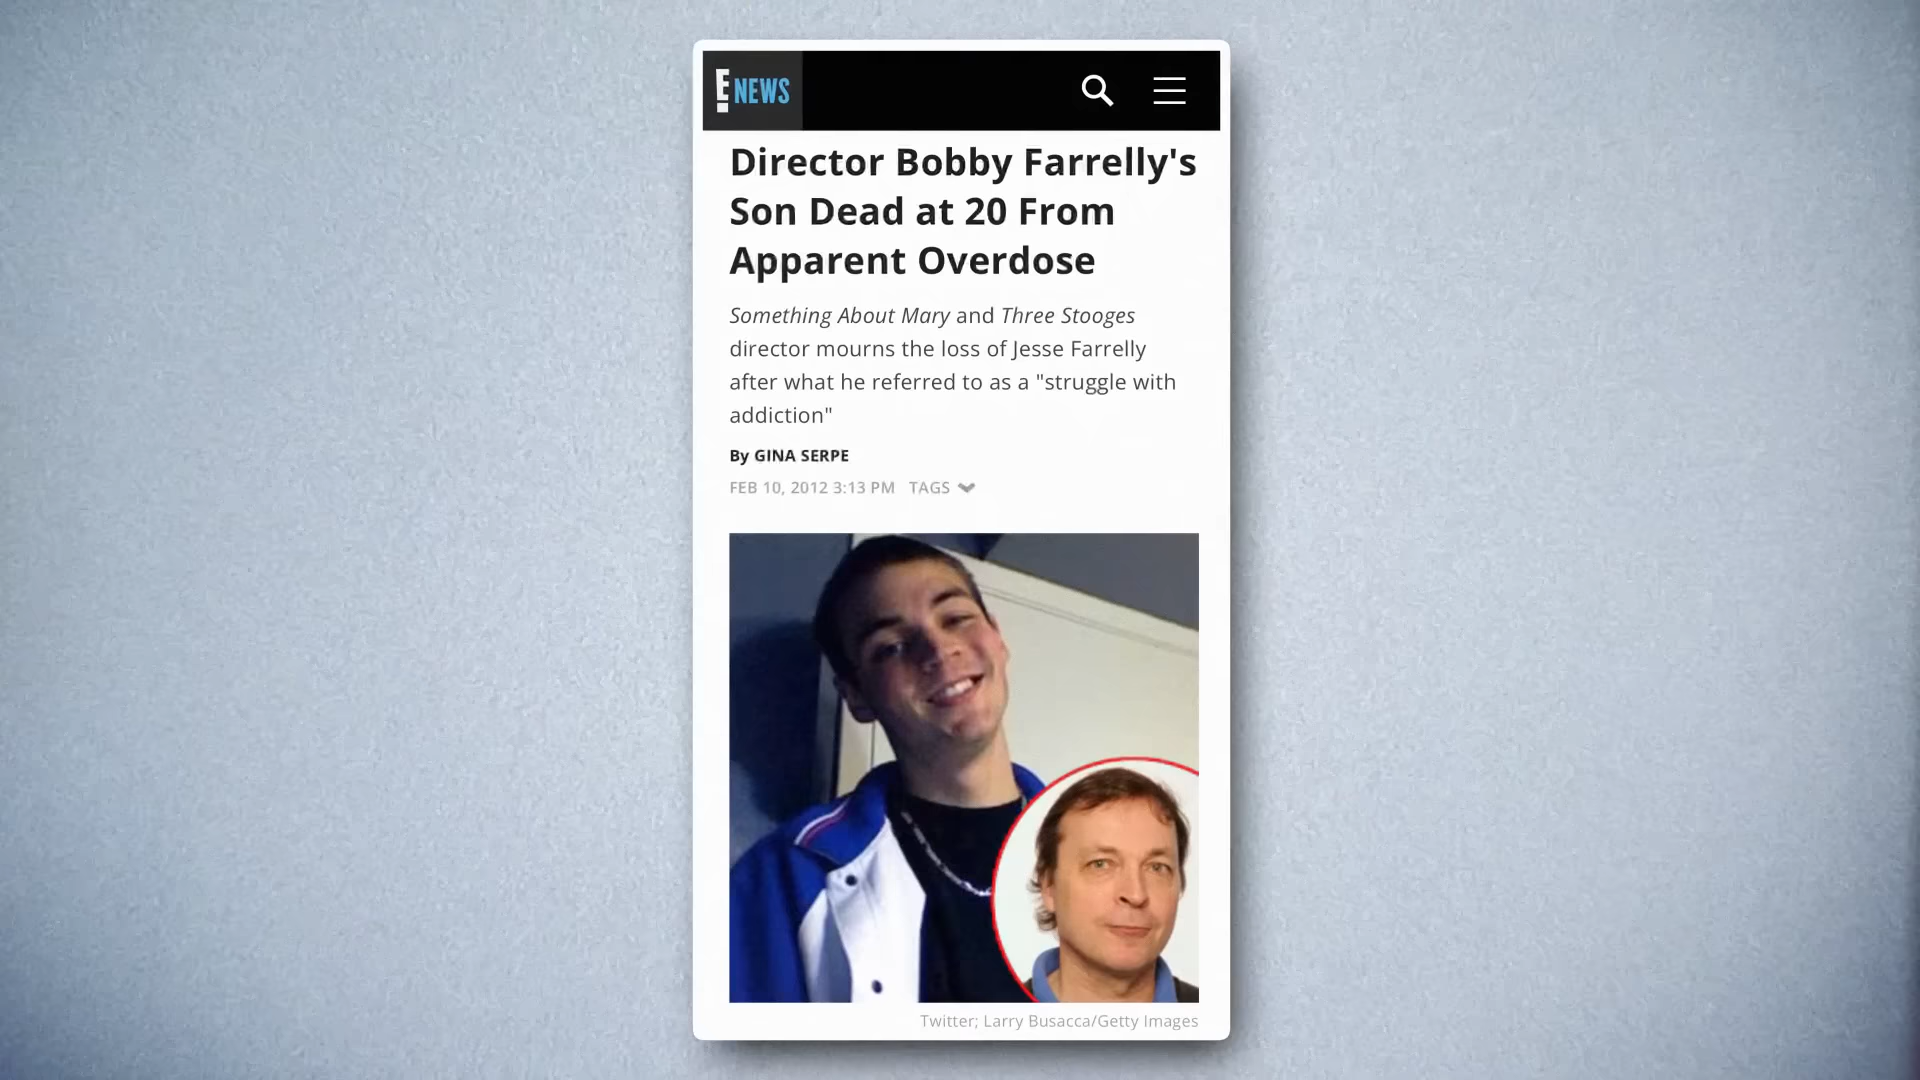 E! NEWS
Director Bobby Farrelly's
Son Dead at 20 From
Apparent Overdose
Something About Mary and Three Stooges
director mourns the loss of Jesse Farrelly
after what he referred to as a "struggle with
addiction"
By GINA SERPE
FEB 10, 2012 3:13 PM TAGS
Twitter; Larry Busacca/Getty Images